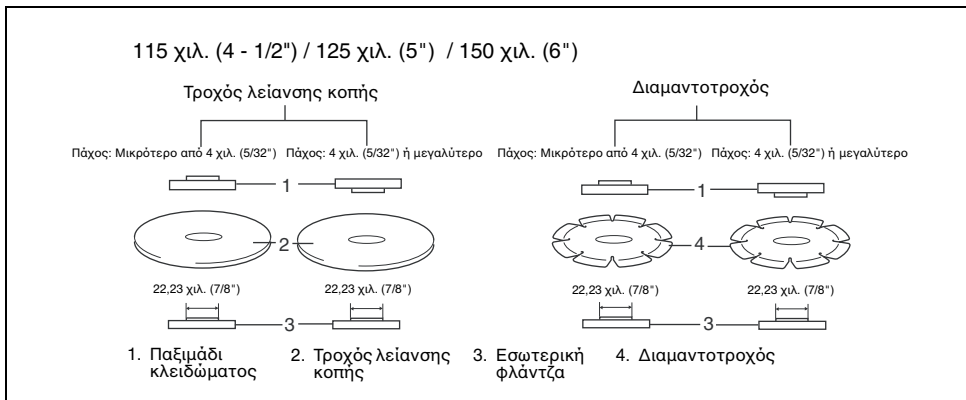 115 χιλ. (4 - 1/2") / 125 χιλ. (5") / 150 χιλ. (6")
Τροχός λείανσης κοπής
Διαμαντοτροχός
Πάχος: Μικρότερο από 4 χιλ. (5/32") Πάχος: 4 χιλ. (5/32") ή μεγαλύτερο
Πάχος: Μικρότερο από 4 χιλ. (5/32") Πάχος: 4 χιλ. (5/32") ή μεγαλύτερο
1
1
2
4
22,23 χιλ. (7/8") 22,23 χιλ. (7/8")
22,23 χιλ. (7/8") 22,23 χιλ. (7/8")
3
3
1. Παξιμάδι
κλειδώματος
2. Τροχός λείανσης
κοπής
3. Εσωτερική
φλάντζα
4. Διαμαντοτροχός